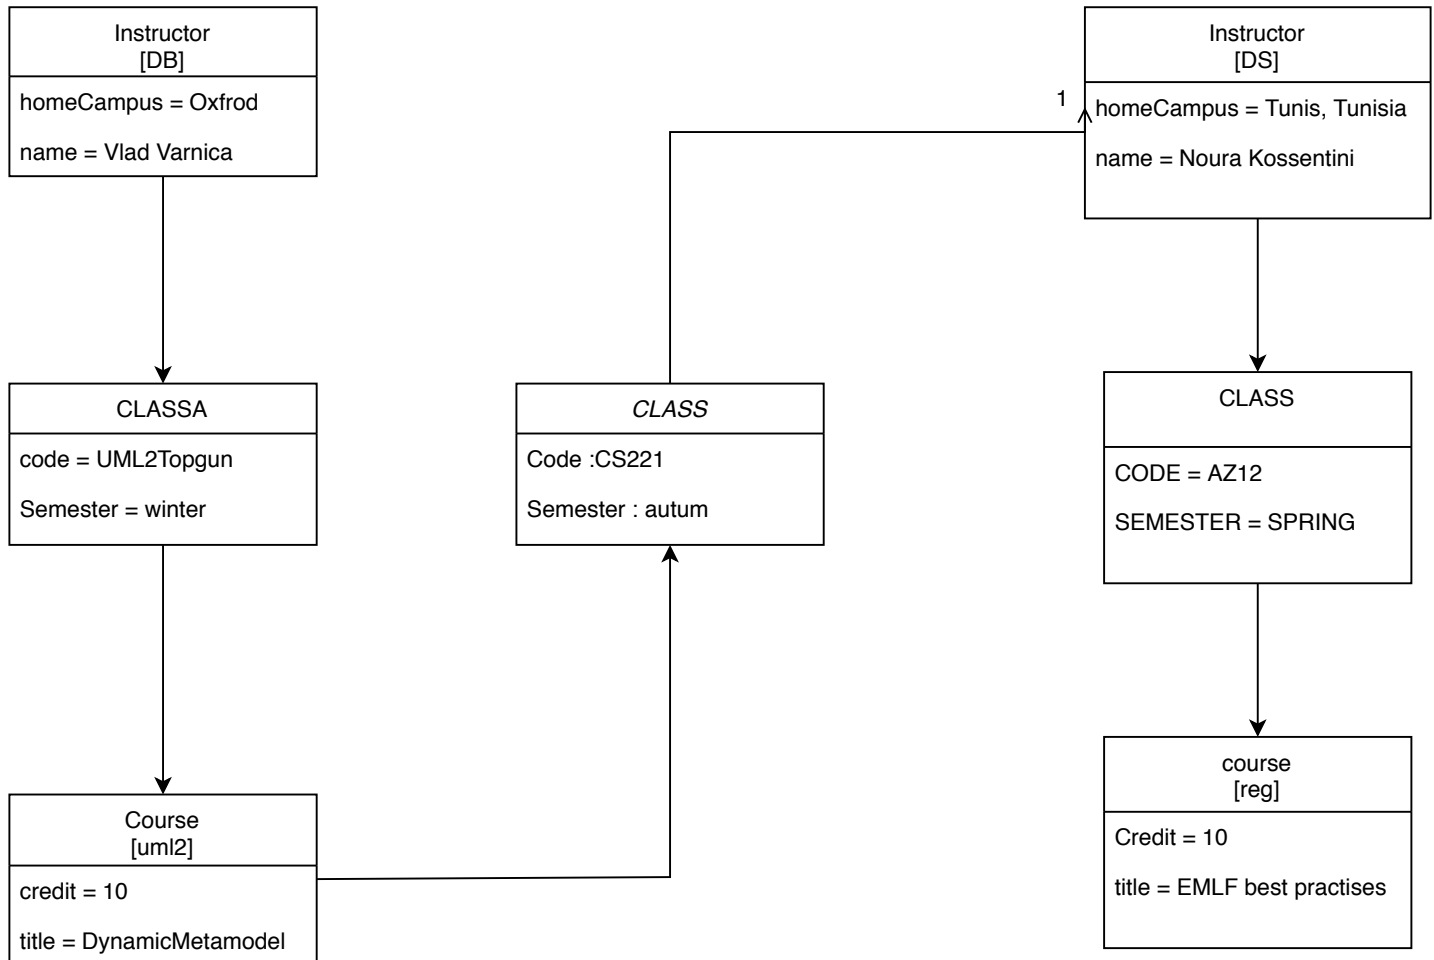 Instructor
[DB]
homeCampus = Oxfrod
name = Vlad Varnica
Instructor
[DS]
1
homeCampus = Tunis, Tunisia
name = Noura Kossentini
CLASSA
code = UML2Topgun
Semester = winter
CLASS
Code :CS221
Semester : autum
CLASS
CODE = AZ12
SEMESTER = SPRING
Course
[uml2]
credit = 10
title = DynamicMetamodel
course
[reg]
Credit = 10
title = EMLF best practises